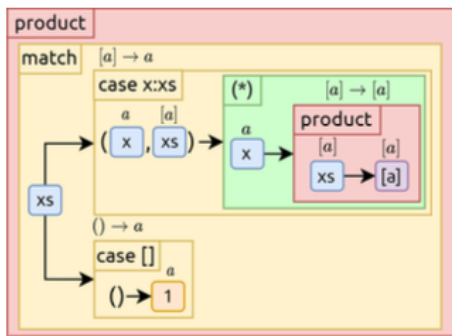 product
match
[a] → a
case x:xs
(*)
[a] → [a]
product
a [a]
( x , xs )
a
x
[a] [a]
xs [a]
xs
() → a
case []
a
() 1